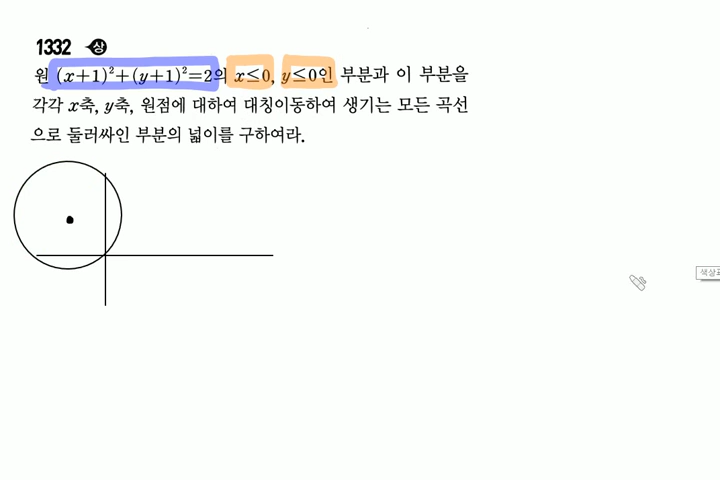 1332 상
원 (x+1)²+(y+1)²=2의 x≤0, y≤0인 부분과 이 부분을
각각 x축, y축, 원점에 대하여 대칭이동하여 생기는 모든 곡선
으로 둘러싸인 부분의 넓이를 구하여라.